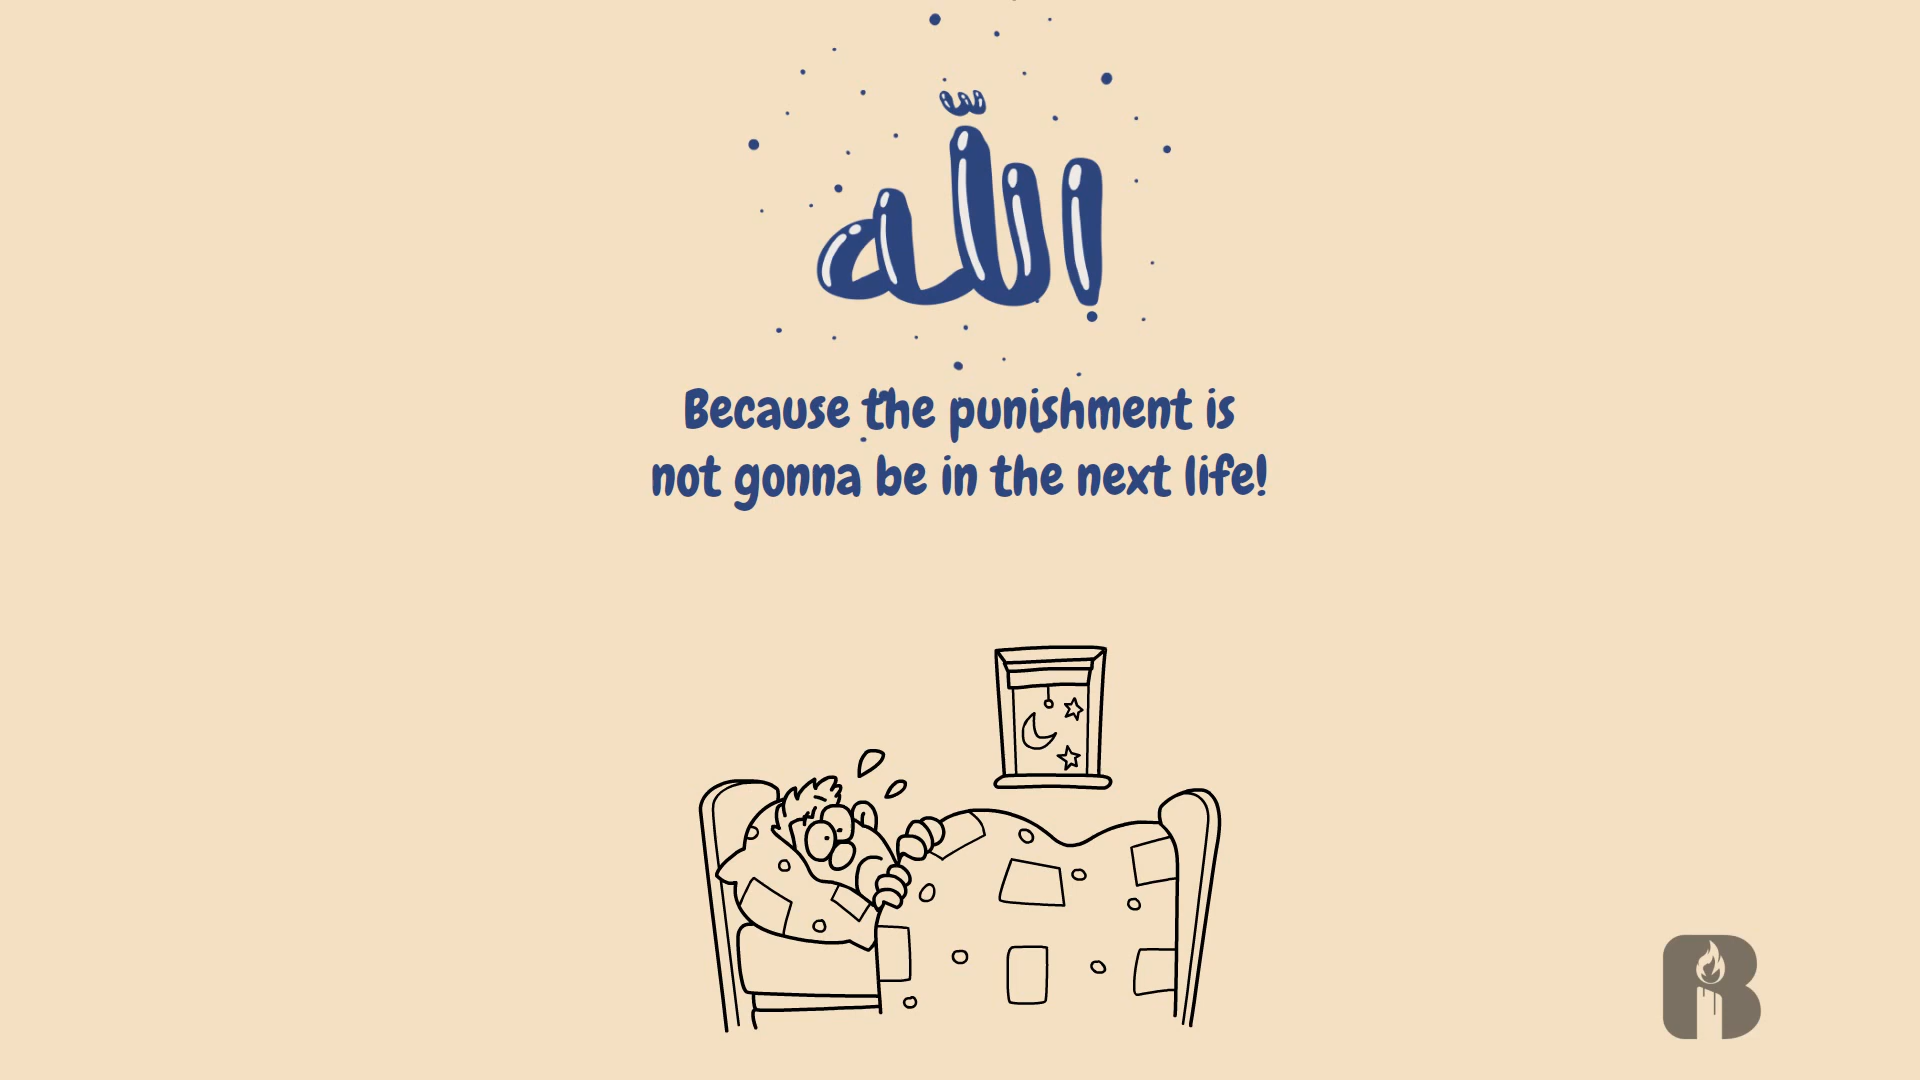 الله
Because the punishment is
not gonna be in the next life!
B